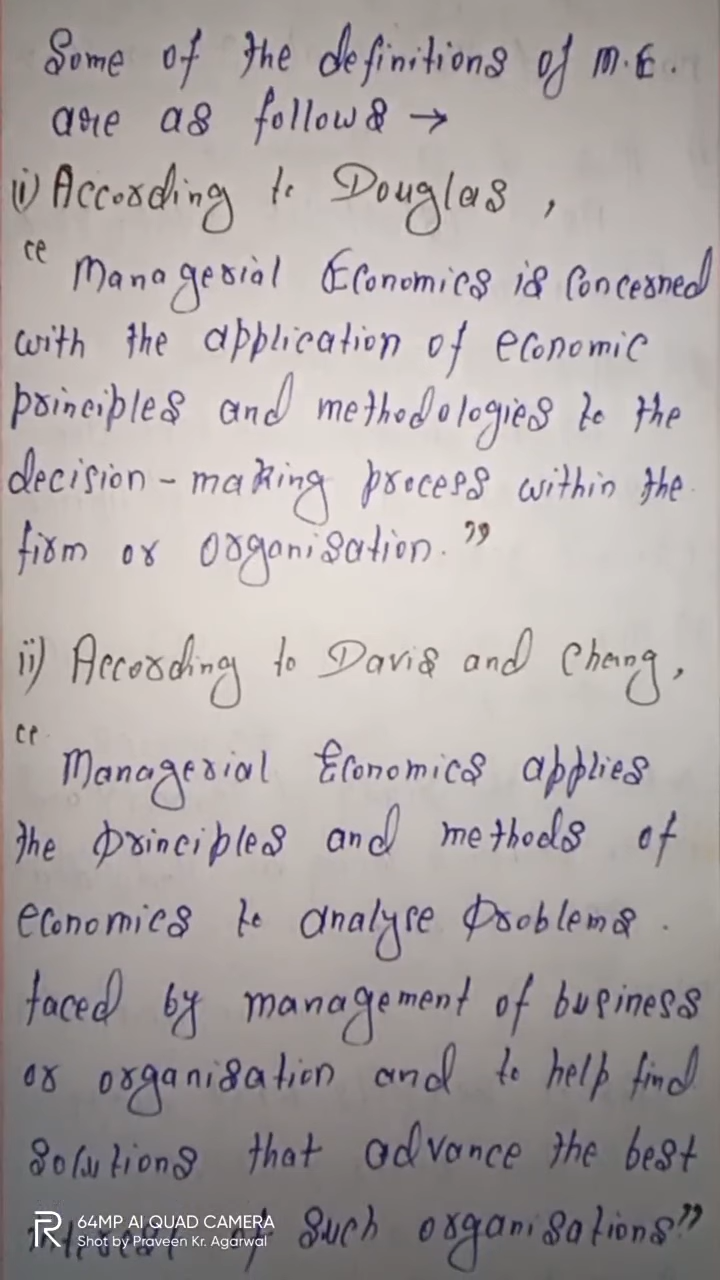 Some of the definitions of M.E.
are as follows →
i) According to Douglas,
“ Managerial Economics is Concerned
with the application of economic
principles and methodologies to the
decision - making process within the
firm or organisation. ”
ii) According to Davis and Chang,
“ Managerial Economics applies
the principles and methods of
economics to analyse problems.
faced by management of business
or organisation and to help find
solutions that advance the best
of such organisations”
64MP AI QUAD CAMERA
Shot by Praveen Kr. Agarwal